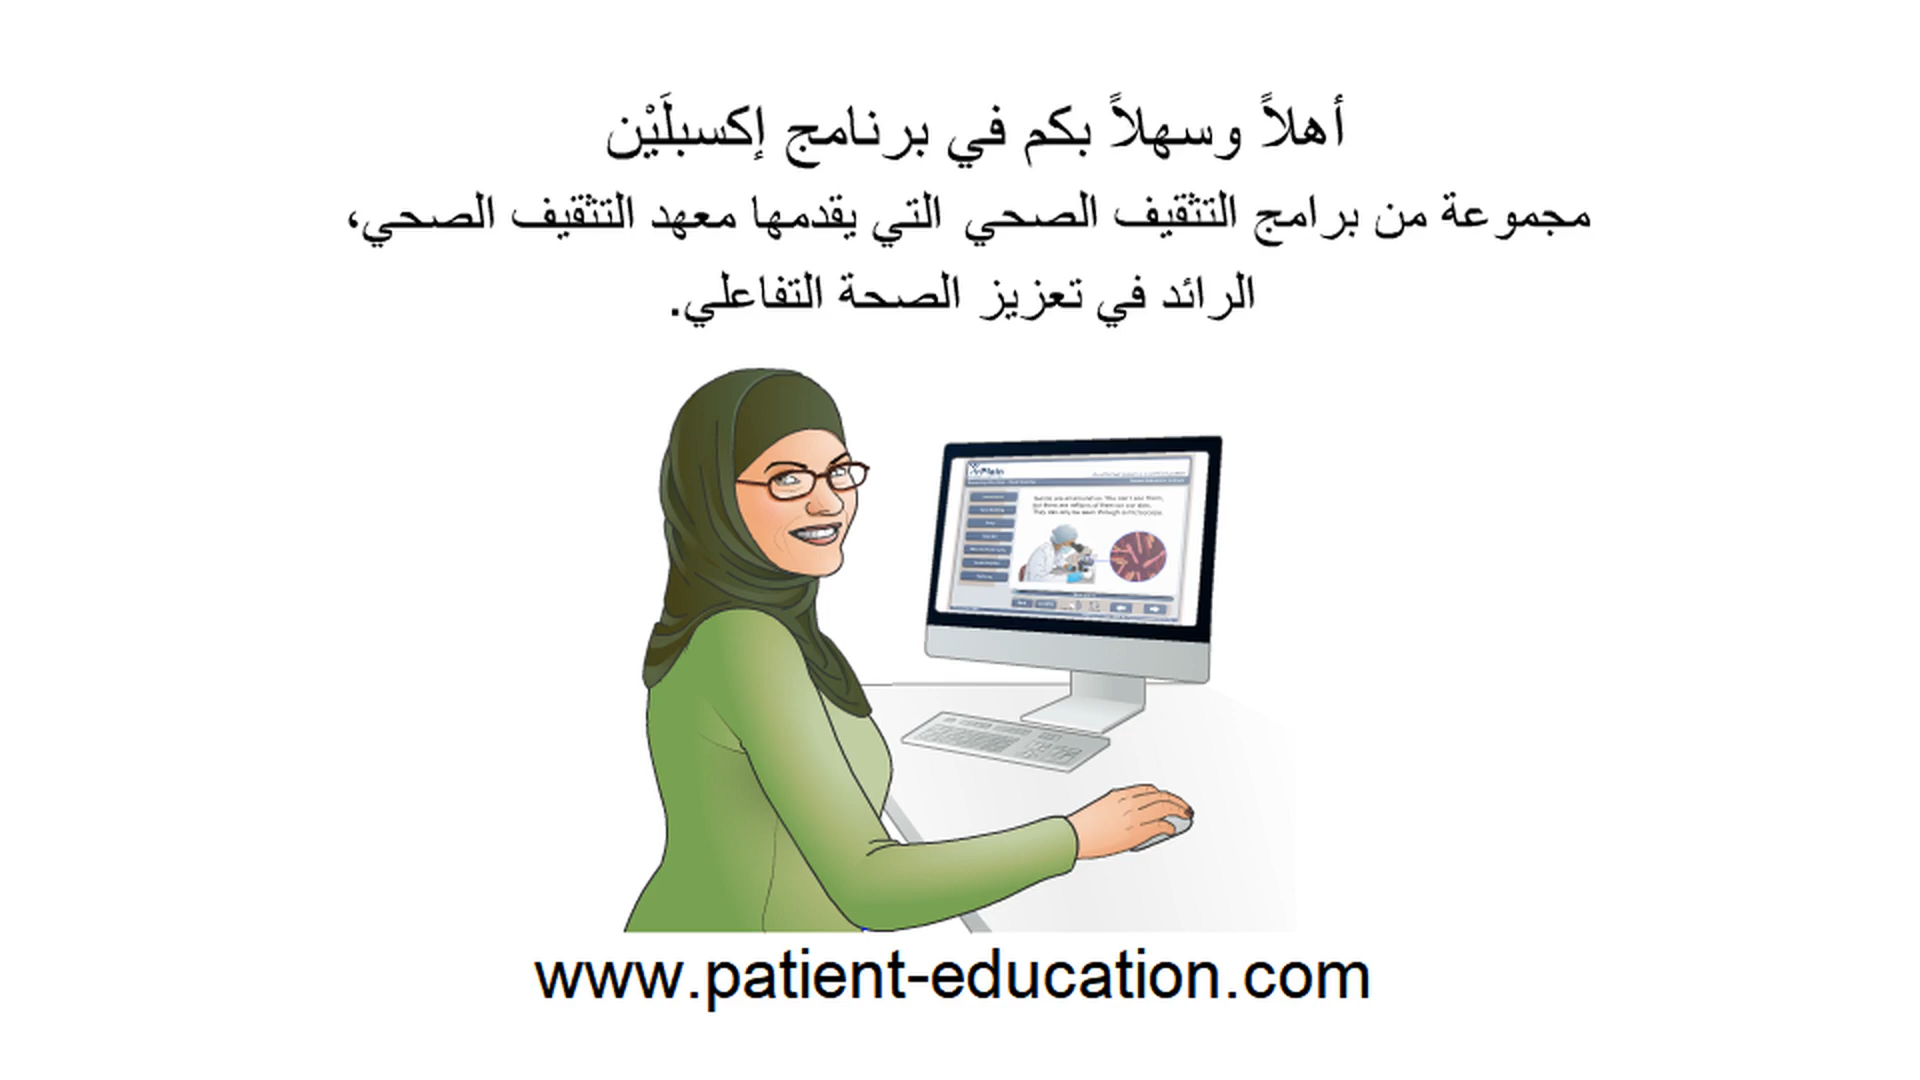 أهلاً وسهلاً بكم في برنامج إكسبلَيْن
مجموعة من برامج التثقيف الصحي التي يقدمها معهد التثقيف الصحي،
الرائد في تعزيز الصحة التفاعلي.
www.patient-education.com